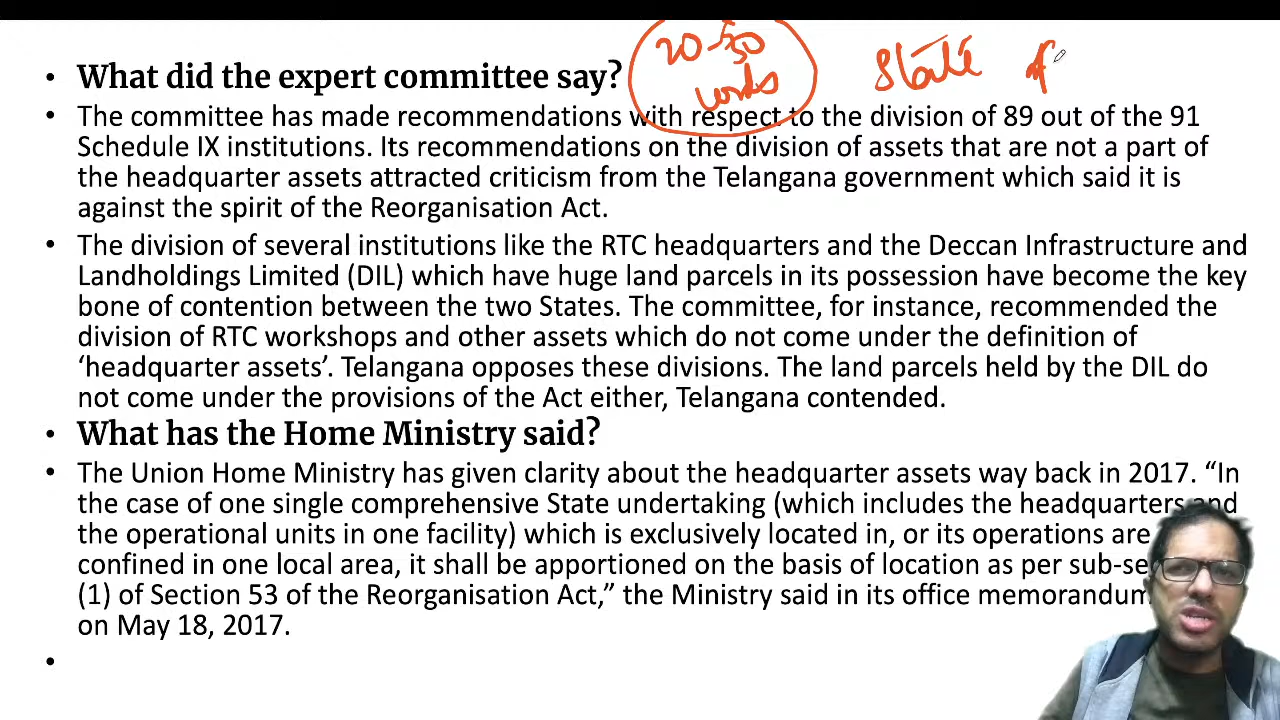 20-50
words
State of
• What did the expert committee say?
• The committee has made recommendations with respect to the division of 89 out of the 91
Schedule IX institutions. Its recommendations on the division of assets that are not a part of
the headquarter assets attracted criticism from the Telangana government which said it is
against the spirit of the Reorganisation Act.
• The division of several institutions like the RTC headquarters and the Deccan Infrastructure and
Landholdings Limited (DIL) which have huge land parcels in its possession have become the key
bone of contention between the two States. The committee, for instance, recommended the
division of RTC workshops and other assets which do not come under the definition of
‘headquarter assets’. Telangana opposes these divisions. The land parcels held by the DIL do
not come under the provisions of the Act either, Telangana contended.
• What has the Home Ministry said?
• The Union Home Ministry has given clarity about the headquarter assets way back in 2017. “In
the case of one single comprehensive State undertaking (which includes the headquarters and
the operational units in one facility) which is exclusively located in, or its operations are
confined in one local area, it shall be apportioned on the basis of location as per sub-se
(1) of Section 53 of the Reorganisation Act,” the Ministry said in its office memorandum
on May 18, 2017.
•